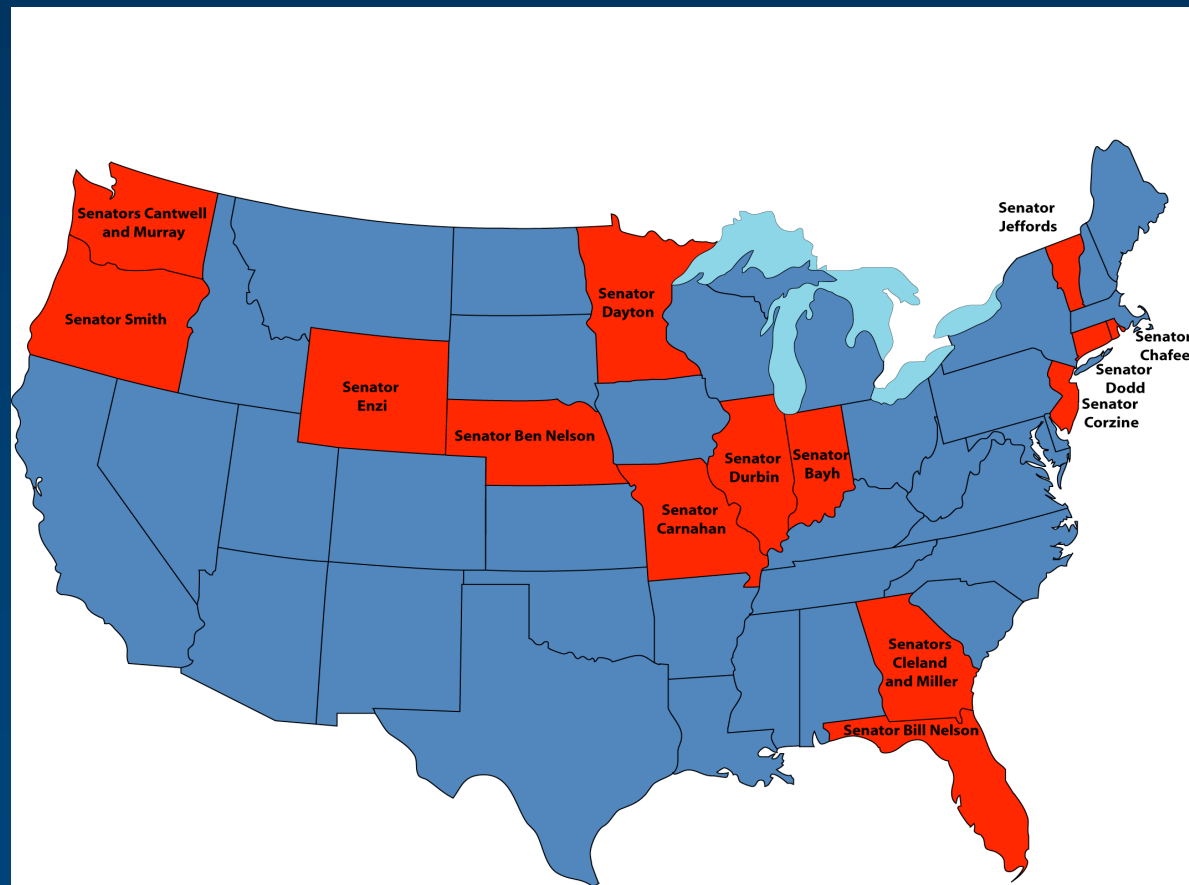 Senators Cantwell
and Murray
Senator Smith
Senator
Enzi
Senator Ben Nelson
Senator
Dayton
Senator
Durbin
Senator
Bayh
Senator
Carnahan
Senator
Jeffords
Senator
Chafee
Senator
Dodd
Senator
Corzine
Senators
Cleland
and Miller
Senator Bill Nelson